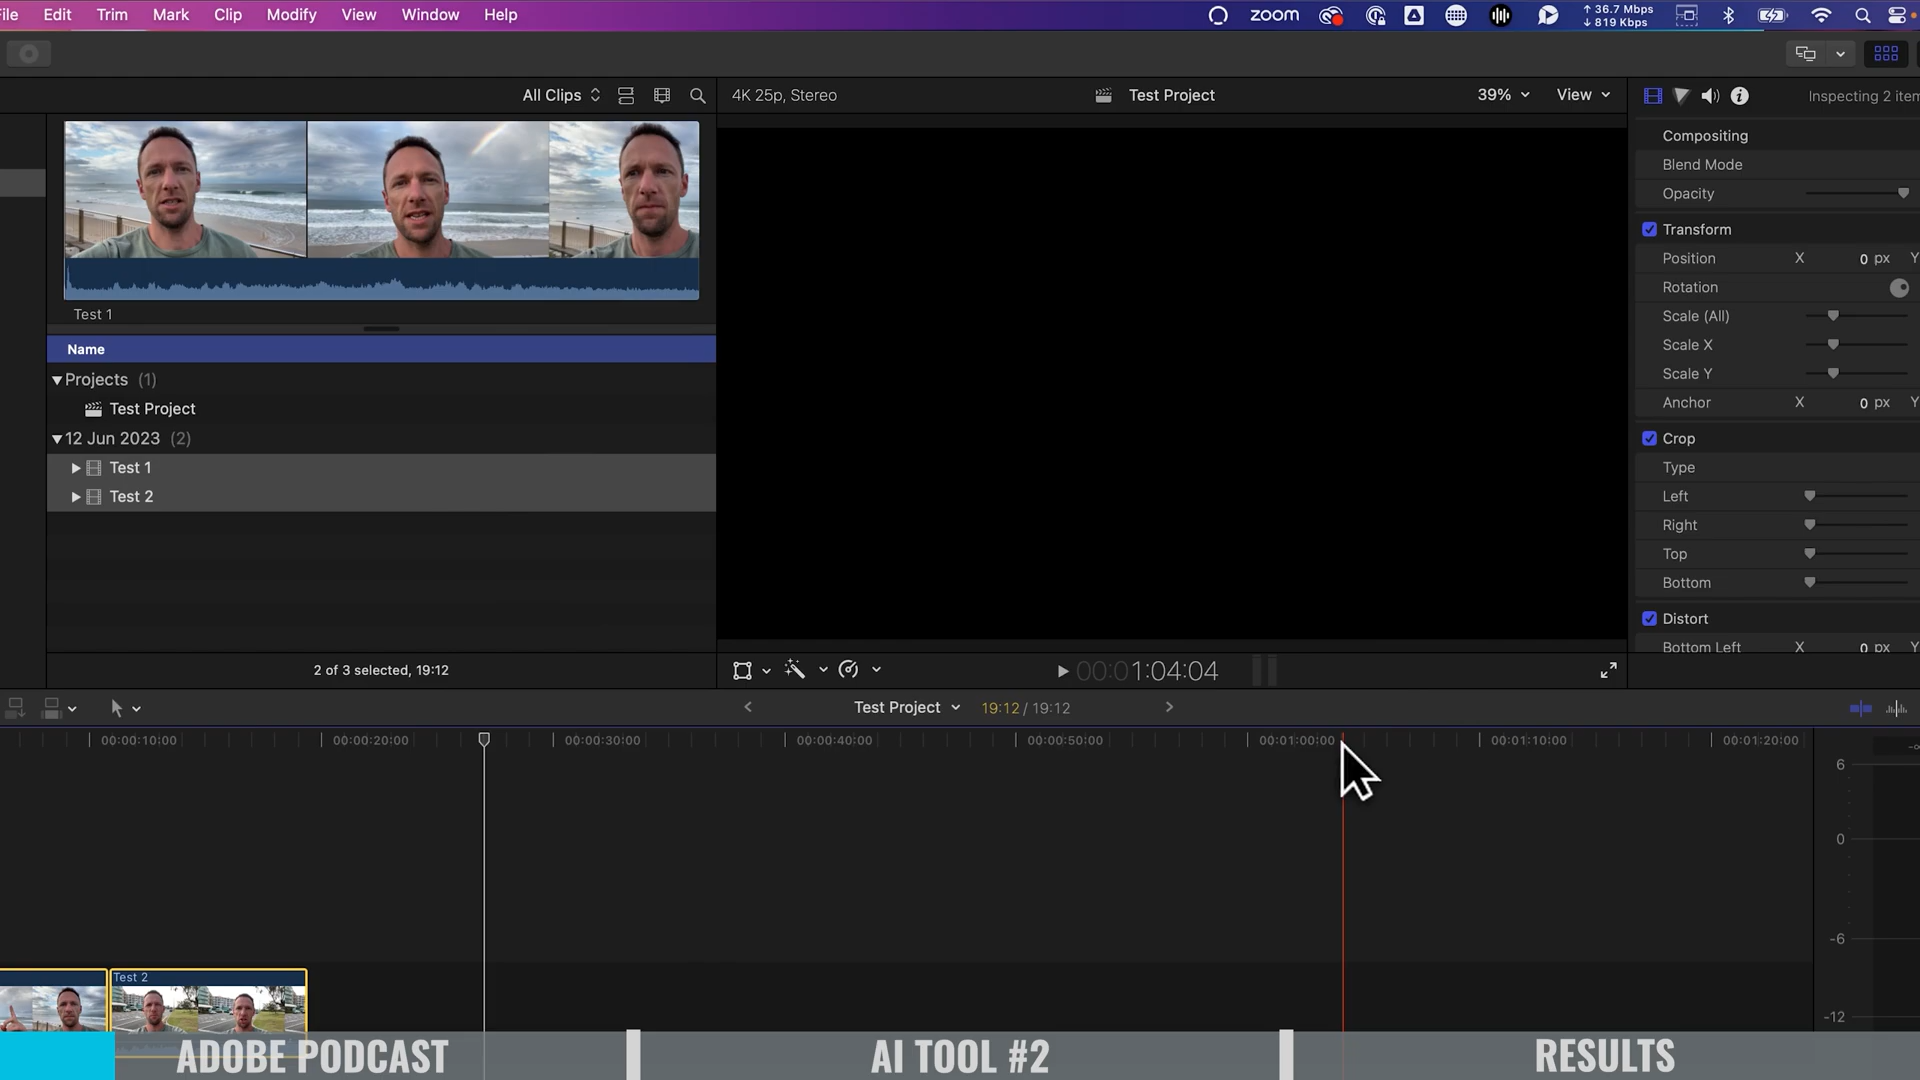 File Edit Trim Mark Clip Modify View Window Help zoom ↑ 36.7 Mbps
↓ 819 Kbps
All Clips
4K 25p, Stereo Test Project 39% View
Inspecting 2 item
Test 1
Name
Projects (1)
Test Project
12 Jun 2023 (2)
Test 1
Test 2
2 of 3 selected, 19:12
00:01:04:04
Compositing
Blend Mode
Opacity
Transform
Position X 0 px Y
Rotation
Scale (All)
Scale X
Scale Y
Anchor X 0 px Y
Crop
Type
Left
Right
Top
Bottom
Distort
Bottom Left X 0 px Y
Test Project 19:12 / 19:12
00:00:10:00 00:00:20:00 00:00:30:00 00:00:40:00 00:00:50:00 00:01:00:00 00:01:10:00 00:01:20:00
6
0
-6
-12
Test 2
ADOBE PODCAST AI TOOL #2 RESULTS